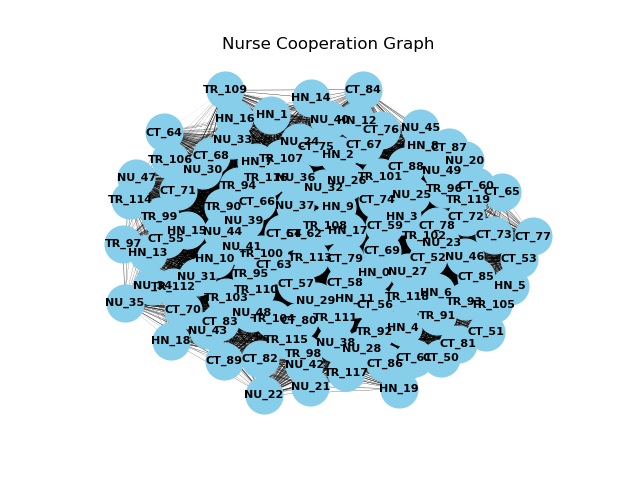 Nurse Cooperation Graph
TR_109
CT_84
HN_14
HN_1
HN_16
NU_40
HN_12
CT_76
NU_45
CT_64
NU_33
NU_24
CT_75
CT_67
HN_8
CT_87
TR_106
CT_68
HN_7
TR_107
HN_2
NU_20
NU_30
CT_88
NU_49
NU_47
TR_94
NU_36
NU_26
TR_101
CT_71
NU_32
TR_96
CT_60
CT_65
TR_114
CT_66
CT_74
NU_25
TR_119
TR_90
NU_37
HN_9
TR_99
NU_39
HN_3
CT_72
HN_15
NU_44
TR_108
HN_17
CT_59
CT_78
CT_55
CT_62
TR_102
CT_73
CT_77
TR_97
NU_41
NU_23
HN_13
TR_100
CT_69
HN_10
TR_113
CT_79
CT_52
NU_46
CT_53
CT_63
NU_31
TR_95
HN_0
NU_27
CT_85
TR_112
CT_57
CT_58
HN_5
TR_110
HN_6
NU_35
TR_103
NU_29
HN_11
CT_56
TR_93
TR_105
CT_70
NU_48
TR_104
CT_80
TR_111
TR_91
CT_83
NU_43
TR_92
HN_4
CT_51
HN_18
TR_115
NU_38
NU_28
CT_81
CT_89
CT_82
TR_98
NU_42
CT_86
CT_61
CT_50
TR_117
NU_22
NU_21
HN_19